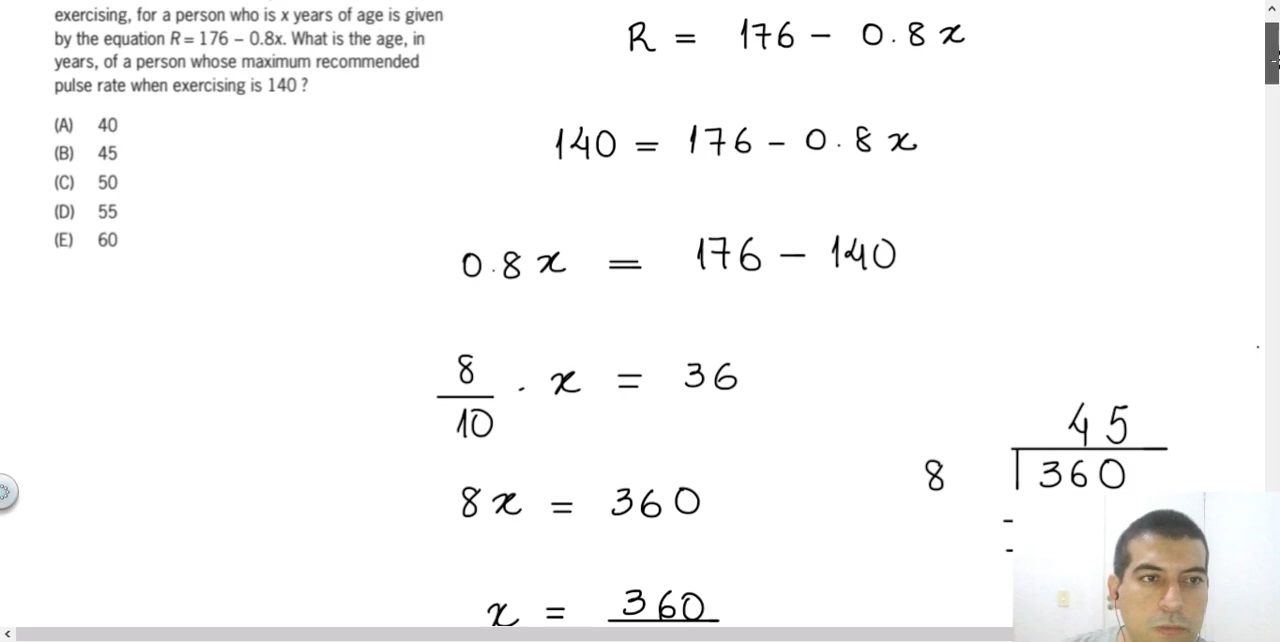 exercising, for a person who is x years of age is given
by the equation R = 176 – 0.8x. What is the age, in
years, of a person whose maximum recommended
pulse rate when exercising is 140 ?
(A) 40
(B) 45
(C) 50
(D) 55
(E) 60
R = 176 - 0.8x
140 = 176 - 0.8x
0.8x = 176 - 140
8
10 . x = 36
8x = 360
x = 360
45
8 360
-
-